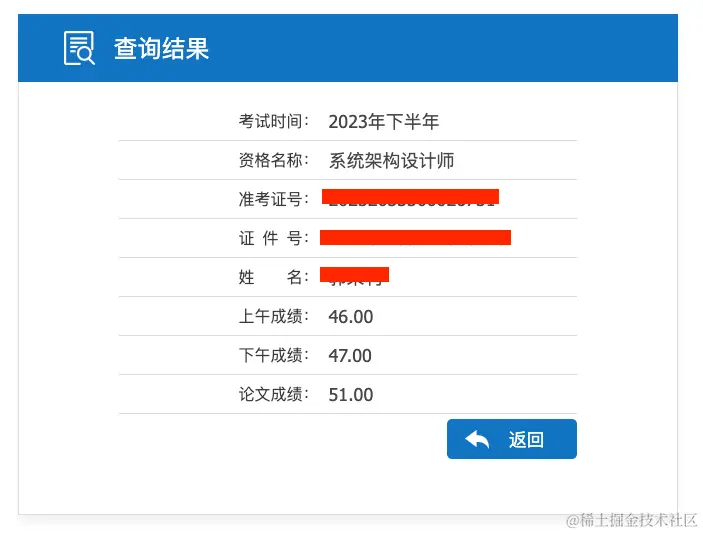 查询结果
考试时间: 2023年下半年
资格名称: 系统架构设计师
准考证号:
证 件 号:
姓 名:
上午成绩: 46.00
下午成绩: 47.00
论文成绩: 51.00
返回
@稀土掘金技术社区